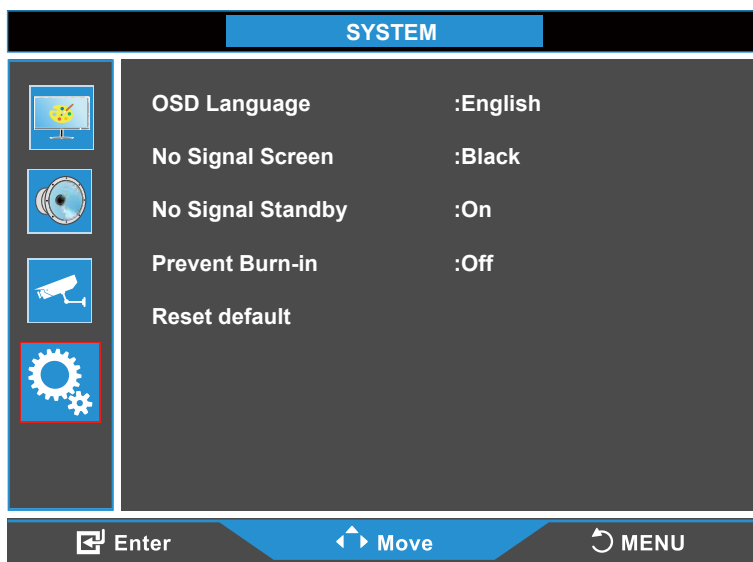 SYSTEM
OSD Language :English
No Signal Screen :Black
No Signal Standby :On
Prevent Burn-in :Off
Reset default
Enter Move MENU